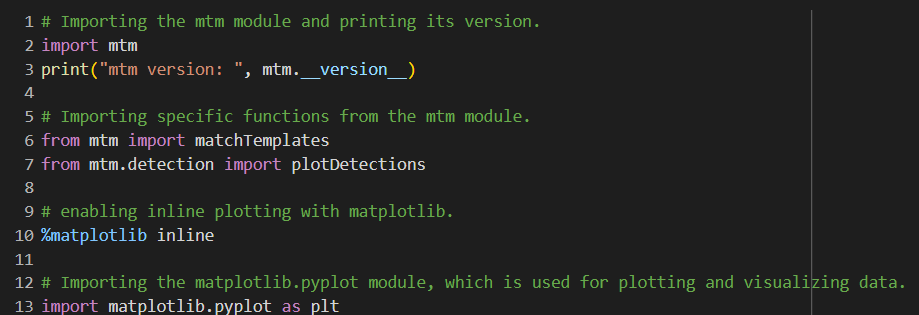 1 # Importing the mtm module and printing its version.
2 import mtm
3 print("mtm version: ", mtm.__version__)
4
5 # Importing specific functions from the mtm module.
6 from mtm import matchTemplates
7 from mtm.detection import plotDetections
8
9 # enabling inline plotting with matplotlib.
10 %matplotlib inline
11
12 # Importing the matplotlib.pyplot module, which is used for plotting and visualizing data.
13 import matplotlib.pyplot as plt